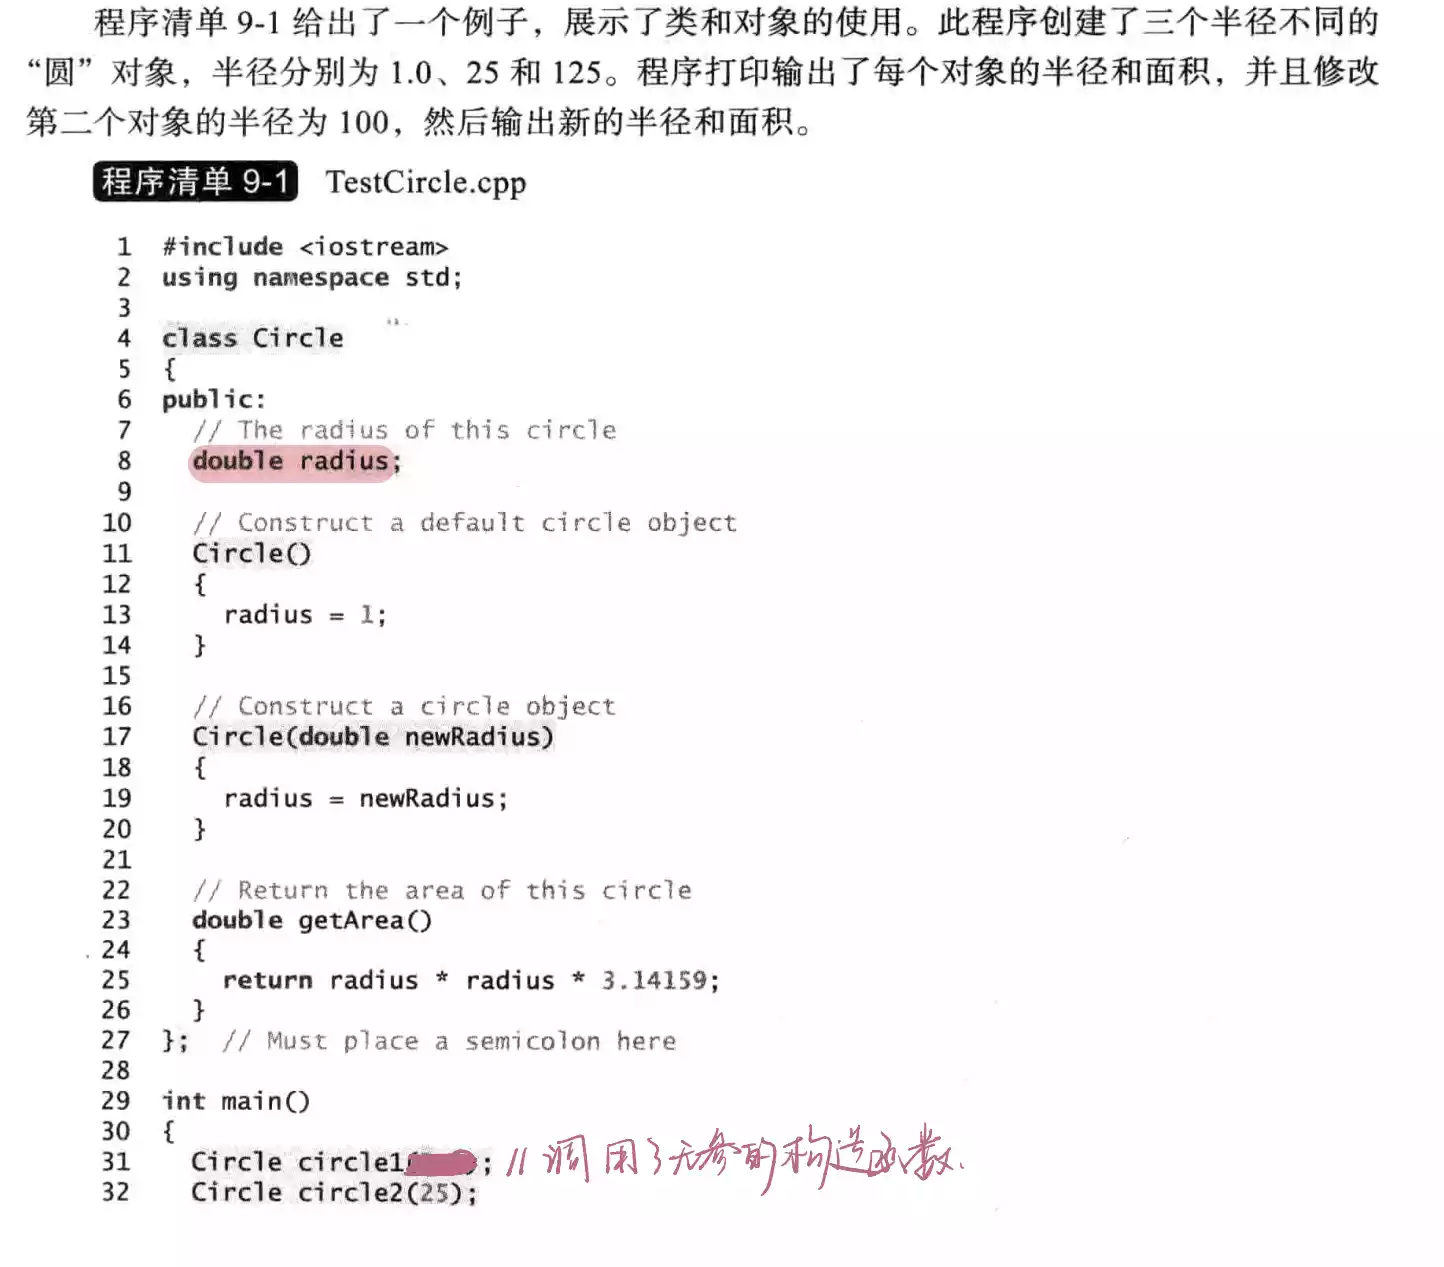 程序清单 9-1 给出了一个例子，展示了类和对象的使用。此程序创建了三个半径不同的
“圆”对象，半径分别为 1.0、25 和 125。程序打印输出了每个对象的半径和面积，并且修改
第二个对象的半径为 100，然后输出新的半径和面积。
程序清单 9-1 TestCircle.cpp
1 #include <iostream>
2 using namespace std;
3
4 class Circle
5 {
6 public:
7 // The radius of this circle
8 double radius;
9
10 // Construct a default circle object
11 Circle()
12 {
13 radius = 1;
14 }
15
16 // Construct a circle object
17 Circle(double newRadius)
18 {
19 radius = newRadius;
20 }
21
22 // Return the area of this circle
23 double getArea()
24 {
25 return radius * radius * 3.14159;
26 }
27 }; // Must place a semicolon here
28
29 int main()
30 {
31 Circle circle1 ; //调用了无参的构造函数.
32 Circle circle2(25);